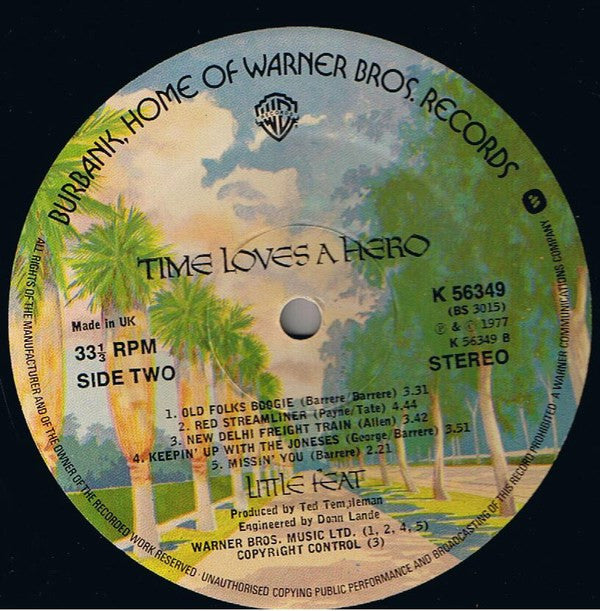 BURBANK, HOME OF WARNER BROS. RECORDS
RECORDS
TIME LOVES A HERO
K 56349
(BS 3015)
Ⓟ & © 1977
K 56349 B
STEREO
Made in UK
33⅓ RPM
SIDE TWO
1. OLD FOLKS BOOGIE (Barrere/Barrere) 3.31
2. RED STREAMLINER (Payne/Tate) 4.44
3. NEW DELHI FREIGHT TRAIN (Allen) 3.42
4. KEEPIN' UP WITH THE JONESES (George/Barrere) 3.51
5. MISSIN' YOU (Barrere) 2.21
LITTLE FEAT
Produced by Ted Templeman
Engineered by Donn Lande
WARNER BROS. MUSIC LTD. (1, 2, 4, 5)
COPYRIGHT CONTROL (3)
ALL RIGHTS OF THE MANUFACTURER AND OF THE OWNER OF THE RECORDED WORK RESERVED · UNAUTHORISED COPYING PUBLIC PERFORMANCE AND BROADCASTING OF THIS RECORD PROHIBITED · A WARNER COMMUNICATIONS COMPANY